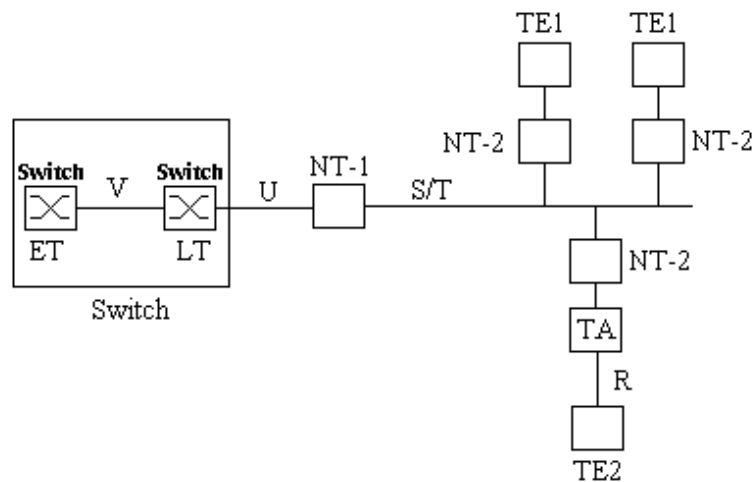 TE1 TE1
NT-2 NT-2
Switch Switch NT-1
V U S/T
ET LT
NT-2
Switch
TA
R
TE2